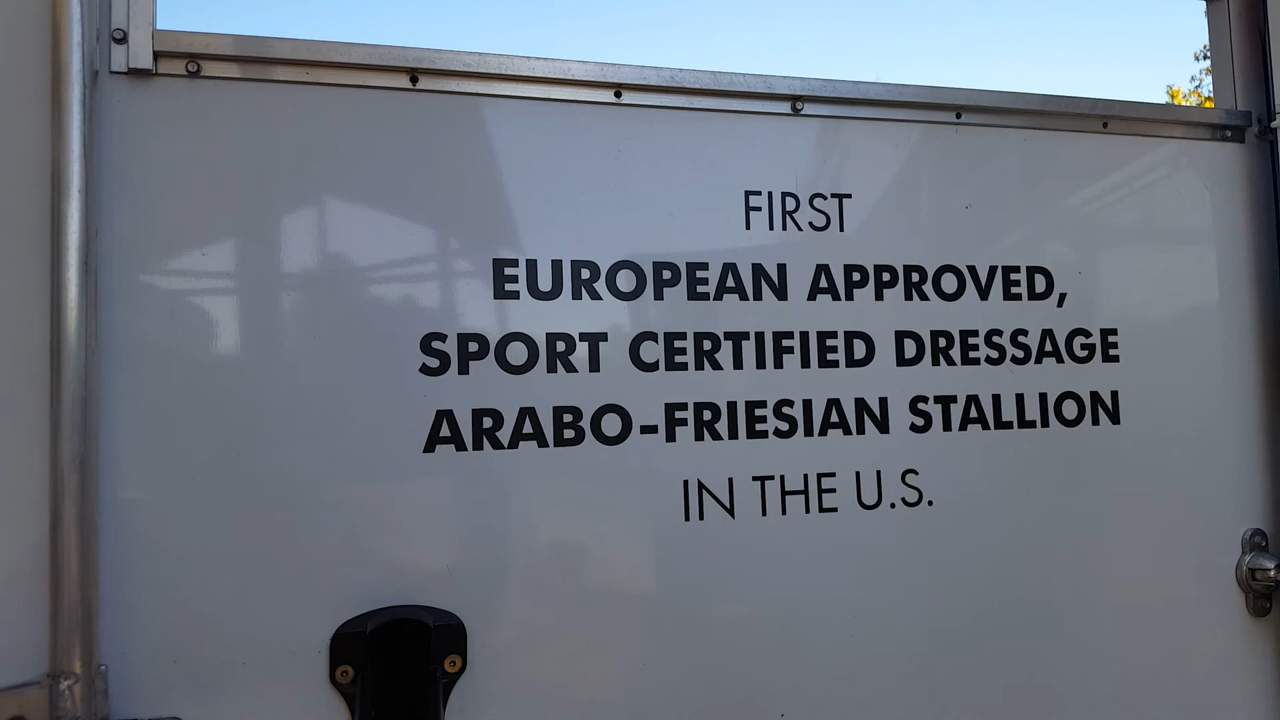 FIRST
EUROPEAN APPROVED,
SPORT CERTIFIED DRESSAGE
ARABO-FRIESIAN STALLION
IN THE U.S.